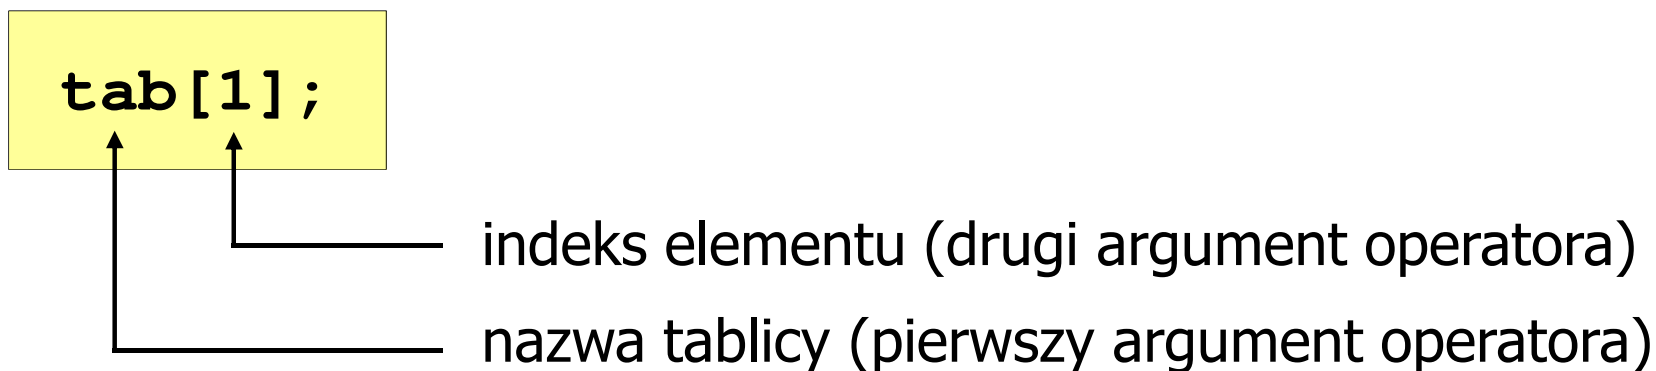 tab[1];
indeks elementu (drugi argument operatora)
nazwa tablicy (pierwszy argument operatora)